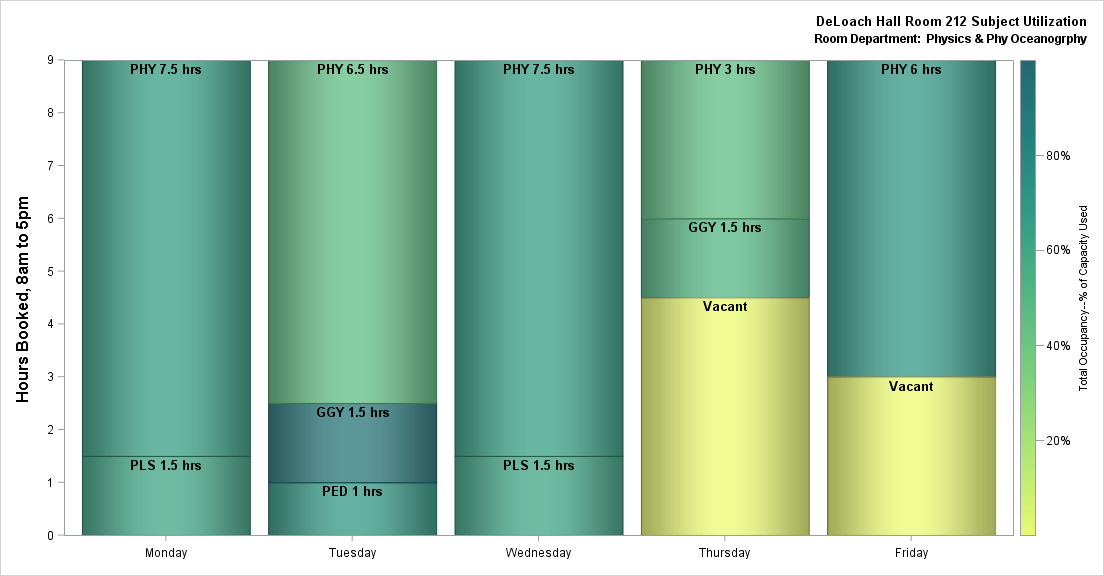 DeLoach Hall Room 212 Subject Utilization
Room Department: Physics & Phy Oceanogrphy
Hours Booked, 8am to 5pm
9
8
7
6
5
4
3
2
1
0
PHY 7.5 hrs
PLS 1.5 hrs
Monday
PHY 6.5 hrs
GGY 1.5 hrs
PED 1 hrs
Tuesday
PHY 7.5 hrs
PLS 1.5 hrs
Wednesday
PHY 3 hrs
GGY 1.5 hrs
Vacant
Thursday
PHY 6 hrs
Vacant
Friday
80%
60%
40%
20%
Total Occupancy--% of Capacity Used